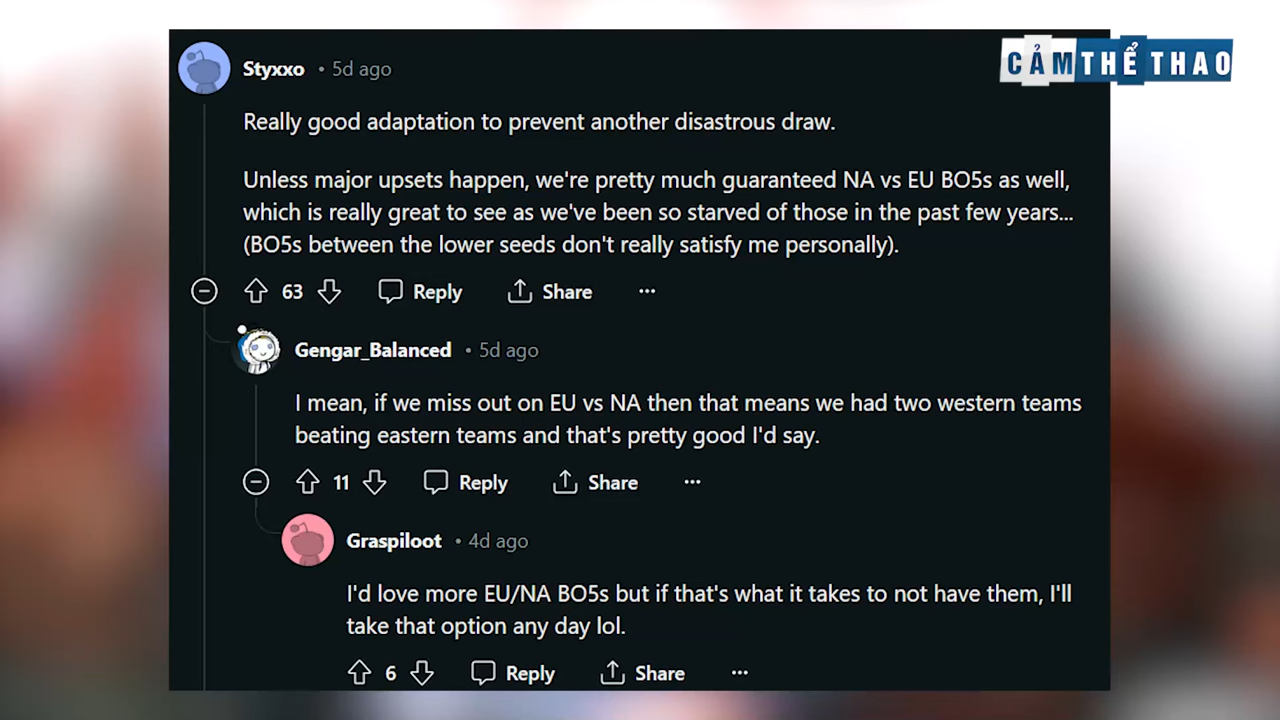 CẢM THỂ THAO
Styxxo • 5d ago
Really good adaptation to prevent another disastrous draw.
Unless major upsets happen, we're pretty much guaranteed NA vs EU BO5s as well,
which is really great to see as we've been so starved of those in the past few years...
(BO5s between the lower seeds don't really satisfy me personally).
63 Reply Share ...
Gengar_Balanced • 5d ago
I mean, if we miss out on EU vs NA then that means we had two western teams
beating eastern teams and that's pretty good I'd say.
11 Reply Share ...
Graspiloot • 4d ago
I'd love more EU/NA BO5s but if that's what it takes to not have them, I'll
take that option any day lol.
6 Reply Share ...